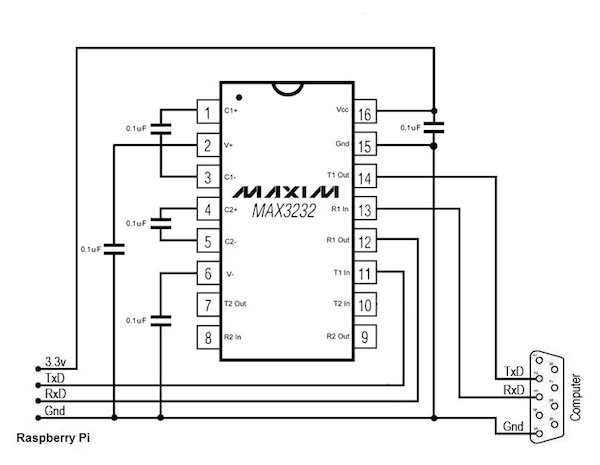 1 C1+ Vcc 16
0.1uF 0.1uF
2 V+ Gnd 15
3 C1- T1 Out 14
MAXIM
MAX3232
4 C2+ R1 In 13
0.1uF
5 C2- R1 Out 12
0.1uF
6 V- T1 In 11
7 T2 Out T2 In 10
0.1uF
8 R2 In R2 Out 9
3.3v
TxD
RxD
Gnd
Raspberry Pi
TxD
RxD
Gnd
Computer